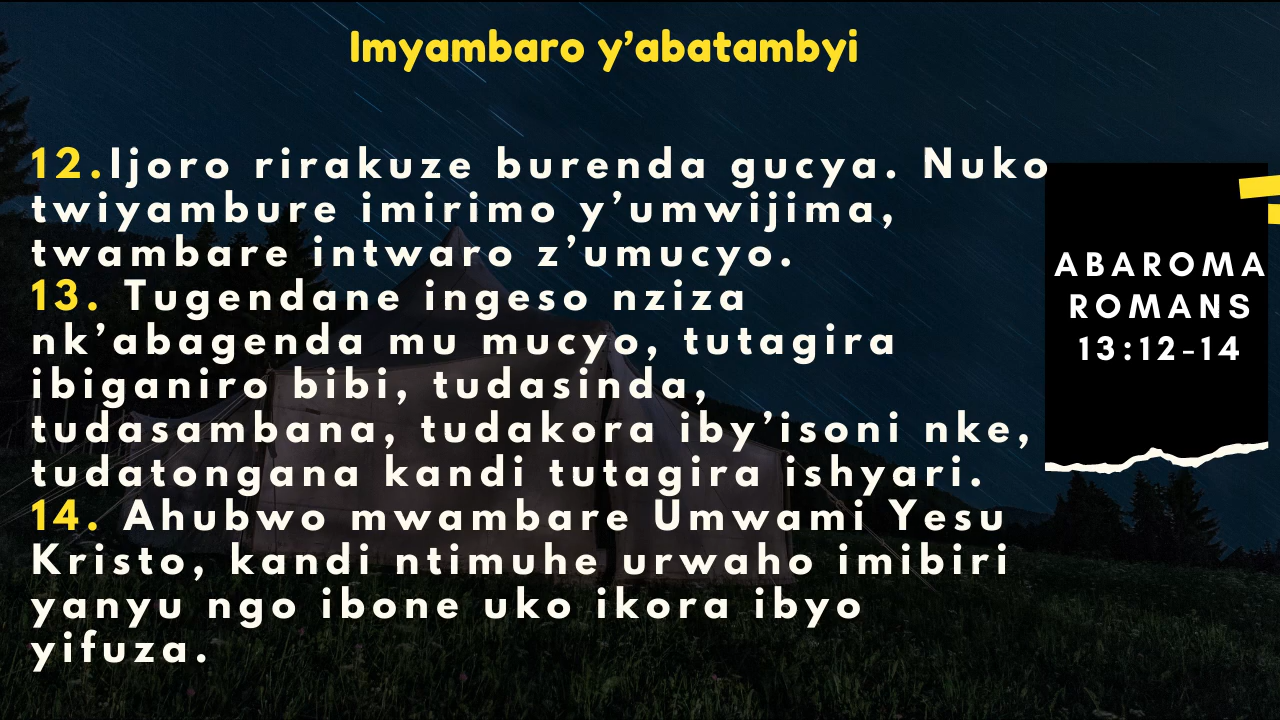 Imyambaro y’abatambyi
12.Ijoro rirakuze burenda gucya. Nuko
twiyambure imirimo y’umwijima,
twambare intwaro z’umucyo.
13. Tugendane ingeso nziza
nk’abagenda mu mucyo, tutagira
ibiganiro bibi, tudasinda,
tudasambana, tudakora iby’isoni nke,
tudatongana kandi tutagira ishyari.
14. Ahubwo mwambare Umwami Yesu
Kristo, kandi ntimuhe urwaho imibiri
yanyu ngo ibone uko ikora ibyo
yifuza.
ABAROMA
ROMANS
13:12-14